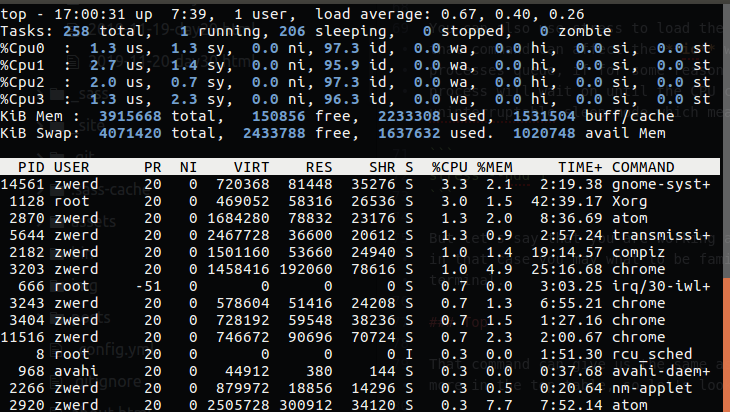 top - 17:00:31 up  7:39,  1 user,  load average: 0.67, 0.40, 0.26
Tasks: 258 total,   1 running, 206 sleeping,   0 stopped,   0 zombie
%Cpu0  :  1.3 us,  1.3 sy,  0.0 ni, 97.3 id,  0.0 wa,  0.0 hi,  0.0 si,  0.0 st
%Cpu1  :  2.7 us,  1.4 sy,  0.0 ni, 95.9 id,  0.0 wa,  0.0 hi,  0.0 si,  0.0 st
%Cpu2  :  2.0 us,  0.7 sy,  0.0 ni, 97.3 id,  0.0 wa,  0.0 hi,  0.0 si,  0.0 st
%Cpu3  :  1.3 us,  2.3 sy,  0.0 ni, 96.3 id,  0.0 wa,  0.0 hi,  0.0 si,  0.0 st
KiB Mem :  3915668 total,   150856 free,  2233308 used,  1531504 buff/cache
KiB Swap:  4071420 total,  2433788 free,  1637632 used.  1020748 avail Mem
PID USER      PR  NI    VIRT    RES    SHR S  %CPU %MEM     TIME+ COMMAND
14561 zwerd     20   0  720368  81448  35276 S   3.3  2.1   2:19.38 gnome-syst+
1128 root      20   0  469052  58316  26536 S   3.0  1.5  42:39.17 Xorg
2870 zwerd     20   0 1684280  78832  23176 S   1.3  2.0   8:36.69 atom
5644 zwerd     20   0 2467728  36600  20612 S   1.3  0.9   2:57.24 transmissi+
2182 zwerd     20   0 1501160  53660  24940 S   1.0  1.4  19:14.57 compiz
3203 zwerd     20   0 1458416 192060  78616 S   1.0  4.9  25:16.68 chrome
666 root     -51   0       0      0      0 S   0.7  0.0   3:03.25 irq/30-iwl+
3243 zwerd     20   0  578604  51416  24208 S   0.7  1.3   6:55.21 chrome
3404 zwerd     20   0  728192  59548  38236 S   0.7  1.5   1:27.16 chrome
11516 zwerd     20   0  746672  90696  70724 S   0.7  2.3   2:00.67 chrome
8 root      20   0       0      0      0 I   0.3  0.0   1:51.30 rcu_sched
968 avahi     20   0   44912    380    144 S   0.3  0.0   0:37.68 avahi-daem+
2266 zwerd     20   0  879972  18856  14296 S   0.3  0.5   0:20.64 nm-applet
2920 zwerd     20   0 2505728 300912  34120 S   0.3  7.7   7:52.14 atom